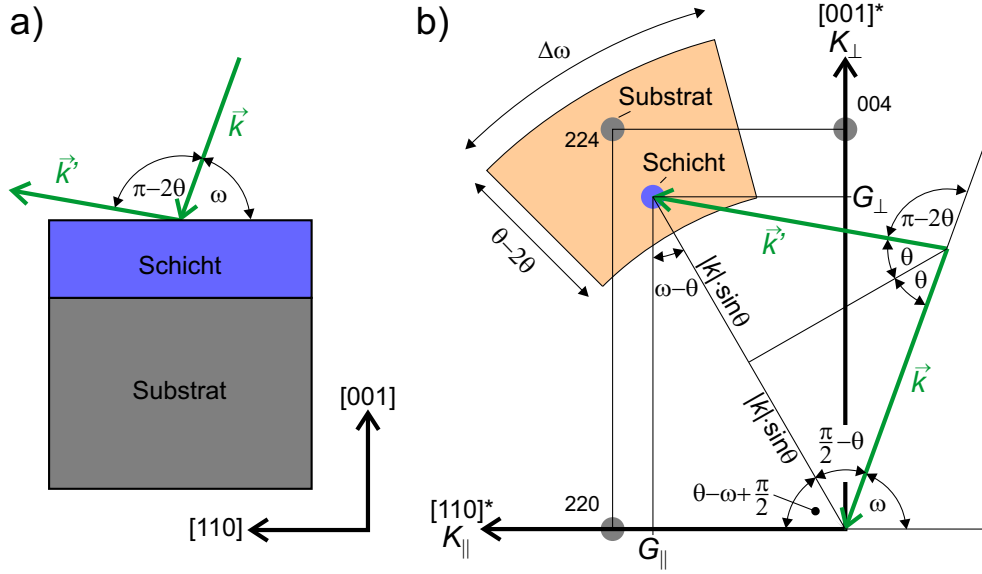 a)
k⃗
k⃗'
π−2θ
ω
Schicht
Substrat
[001]
[110]
b)
[001]*
K⊥
Δω
Substrat
004
224
Schicht
G⊥
π−2θ
k⃗'
θ
θ
θ−2θ
ω−θ
|k|·sinθ
k⃗
|k|·sinθ
π/2−θ
θ−ω+π/2
ω
220
[110]*
K∥
G∥